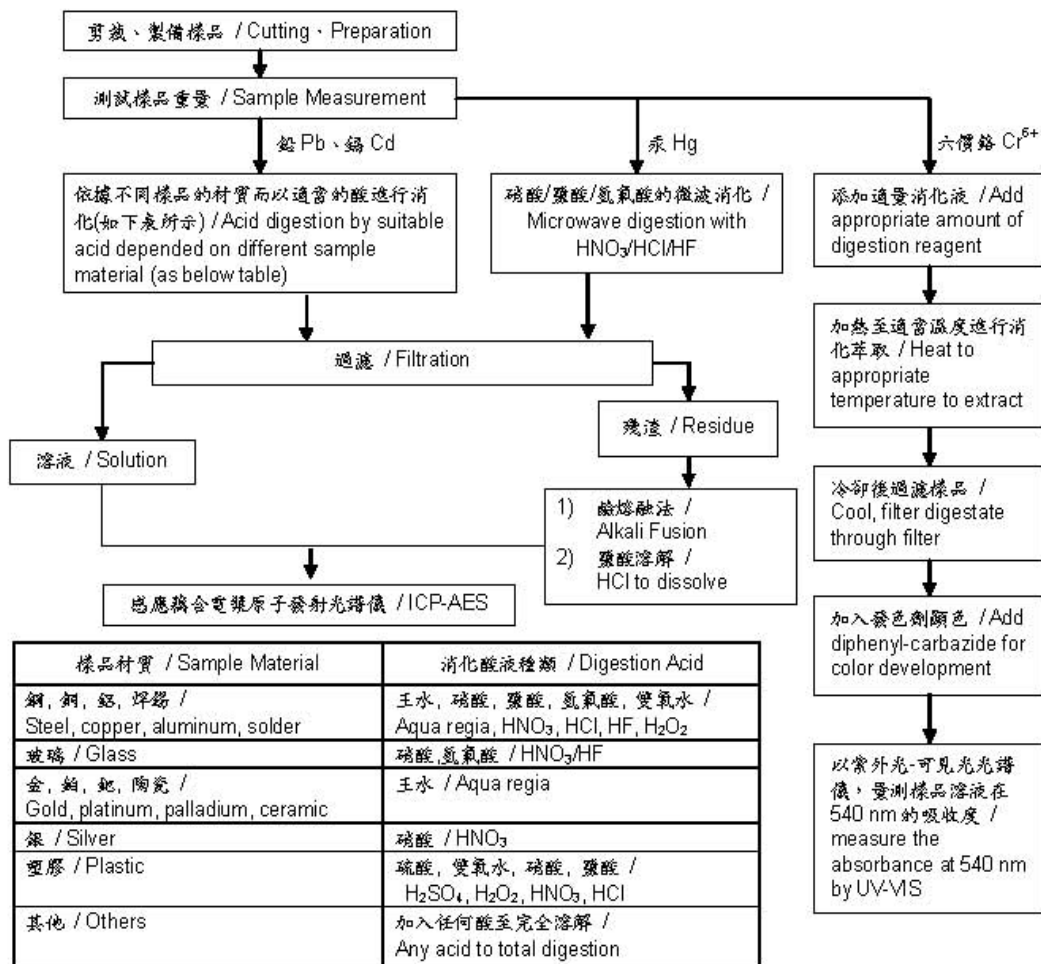 剪裁、製備樣品 / Cutting、Preparation
測試樣品重量 / Sample Measurement
鉛 Pb、鎘 Cd
汞 Hg
六價鉻 Cr⁶⁺
依據不同樣品的材質而以適當的酸進行消
化(如下表所示) / Acid digestion by suitable
acid depended on different sample
material (as below table)
硝酸/鹽酸/氫氟酸的微波消化 /
Microwave digestion with
HNO₃/HCl/HF
添加適量消化液 / Add
appropriate amount of
digestion reagent
過濾 / Filtration
加熱至適當溫度進行消
化萃取 / Heat to
appropriate
temperature to extract
溶液 / Solution
殘渣 / Residue
1) 鹼熔融法 /
Alkali Fusion
2) 鹽酸溶解 /
HCl to dissolve
冷卻後過濾樣品 /
Cool, filter digestate
through filter
感應耦合電漿原子發射光譜儀 / ICP-AES
加入發色劑顯色 / Add
diphenyl-carbazide for
color development
以紫外光-可見光光譜
儀，量測樣品溶液在
540 nm 的吸收度 /
measure the
absorbance at 540 nm
by UV-VIS
樣品材質 / Sample Material
消化酸液種類 / Digestion Acid
鋼, 銅, 鋁, 焊錫 /
Steel, copper, aluminum, solder
王水, 硝酸, 鹽酸, 氫氟酸, 雙氧水 /
Aqua regia, HNO₃, HCl, HF, H₂O₂
玻璃 / Glass
硝酸,氫氟酸 / HNO₃/HF
金, 鉑, 鈀, 陶瓷 /
Gold, platinum, palladium, ceramic
王水 / Aqua regia
銀 / Silver
硝酸 / HNO₃
塑膠 / Plastic
硫酸, 雙氧水, 硝酸, 鹽酸 /
H₂SO₄, H₂O₂, HNO₃, HCl
其他 / Others
加入任何酸至完全溶解 /
Any acid to total digestion